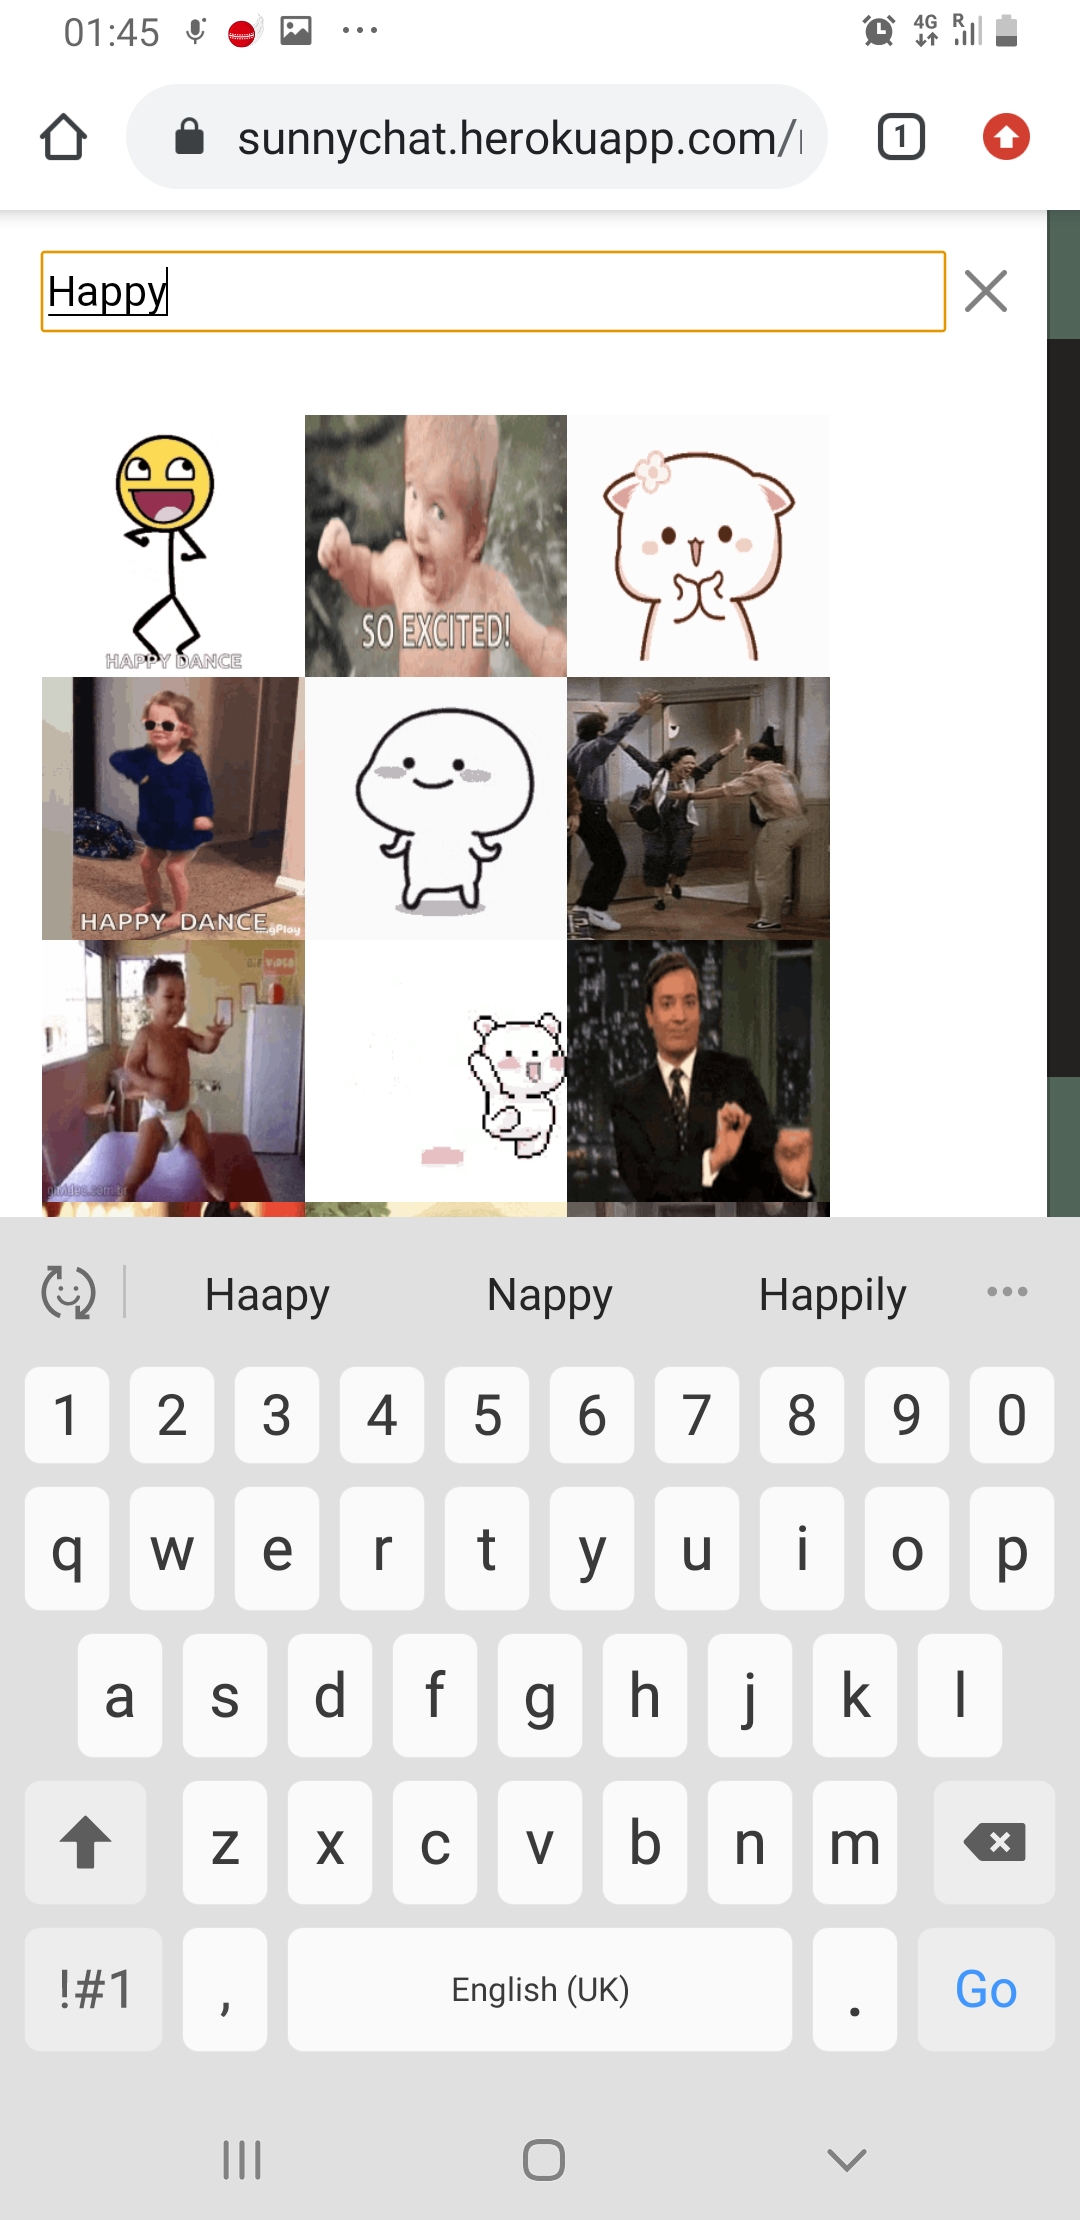 01:45
4G R
sunnychat.herokuapp.com/
1
Happy
HAPPY DANCE
SO EXCITED!
HAPPY DANCE
Haapy Nappy Happily
1 2 3 4 5 6 7 8 9 0
q w e r t y u i o p
a s d f g h j k l
z x c v b n m
!#1 , English (UK) . Go